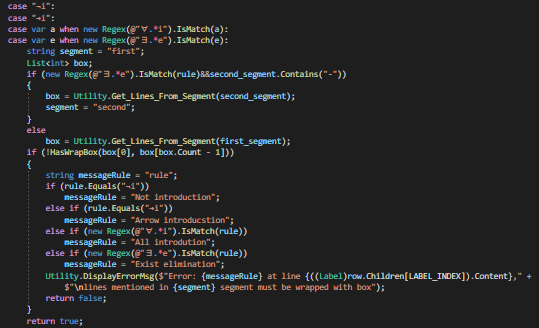 case "¬i":
case "→i":
case var a when new Regex(@"∀.*i").IsMatch(a):
case var e when new Regex(@"∃.*e").IsMatch(e):
string segment = "first";
List<int> box;
if (new Regex(@"∃.*e").IsMatch(rule)&&second_segment.Contains("-"))
{
box = Utility.Get_Lines_From_Segment(second_segment);
segment = "second";
}
else
box = Utility.Get_Lines_From_Segment(first_segment);
if (!HasWrapBox(box[0], box[box.Count - 1]))
{
string messageRule = "rule";
if (rule.Equals("¬i"))
messageRule = "Not introduction";
else if (rule.Equals("→i"))
messageRule = "Arrow introducstion";
else if (new Regex(@"∀.*i").IsMatch(rule))
messageRule = "All introdution";
else if (new Regex(@"∃.*e").IsMatch(rule))
messageRule = "Exist elimination";
Utility.DisplayErrorMsg($"Error: {messageRule} at line {((Label)row.Children[LABEL_INDEX]).Content}," +
$"\nlines mentioned in {segment} segment must be wrapped with box");
return false;
}
return true;